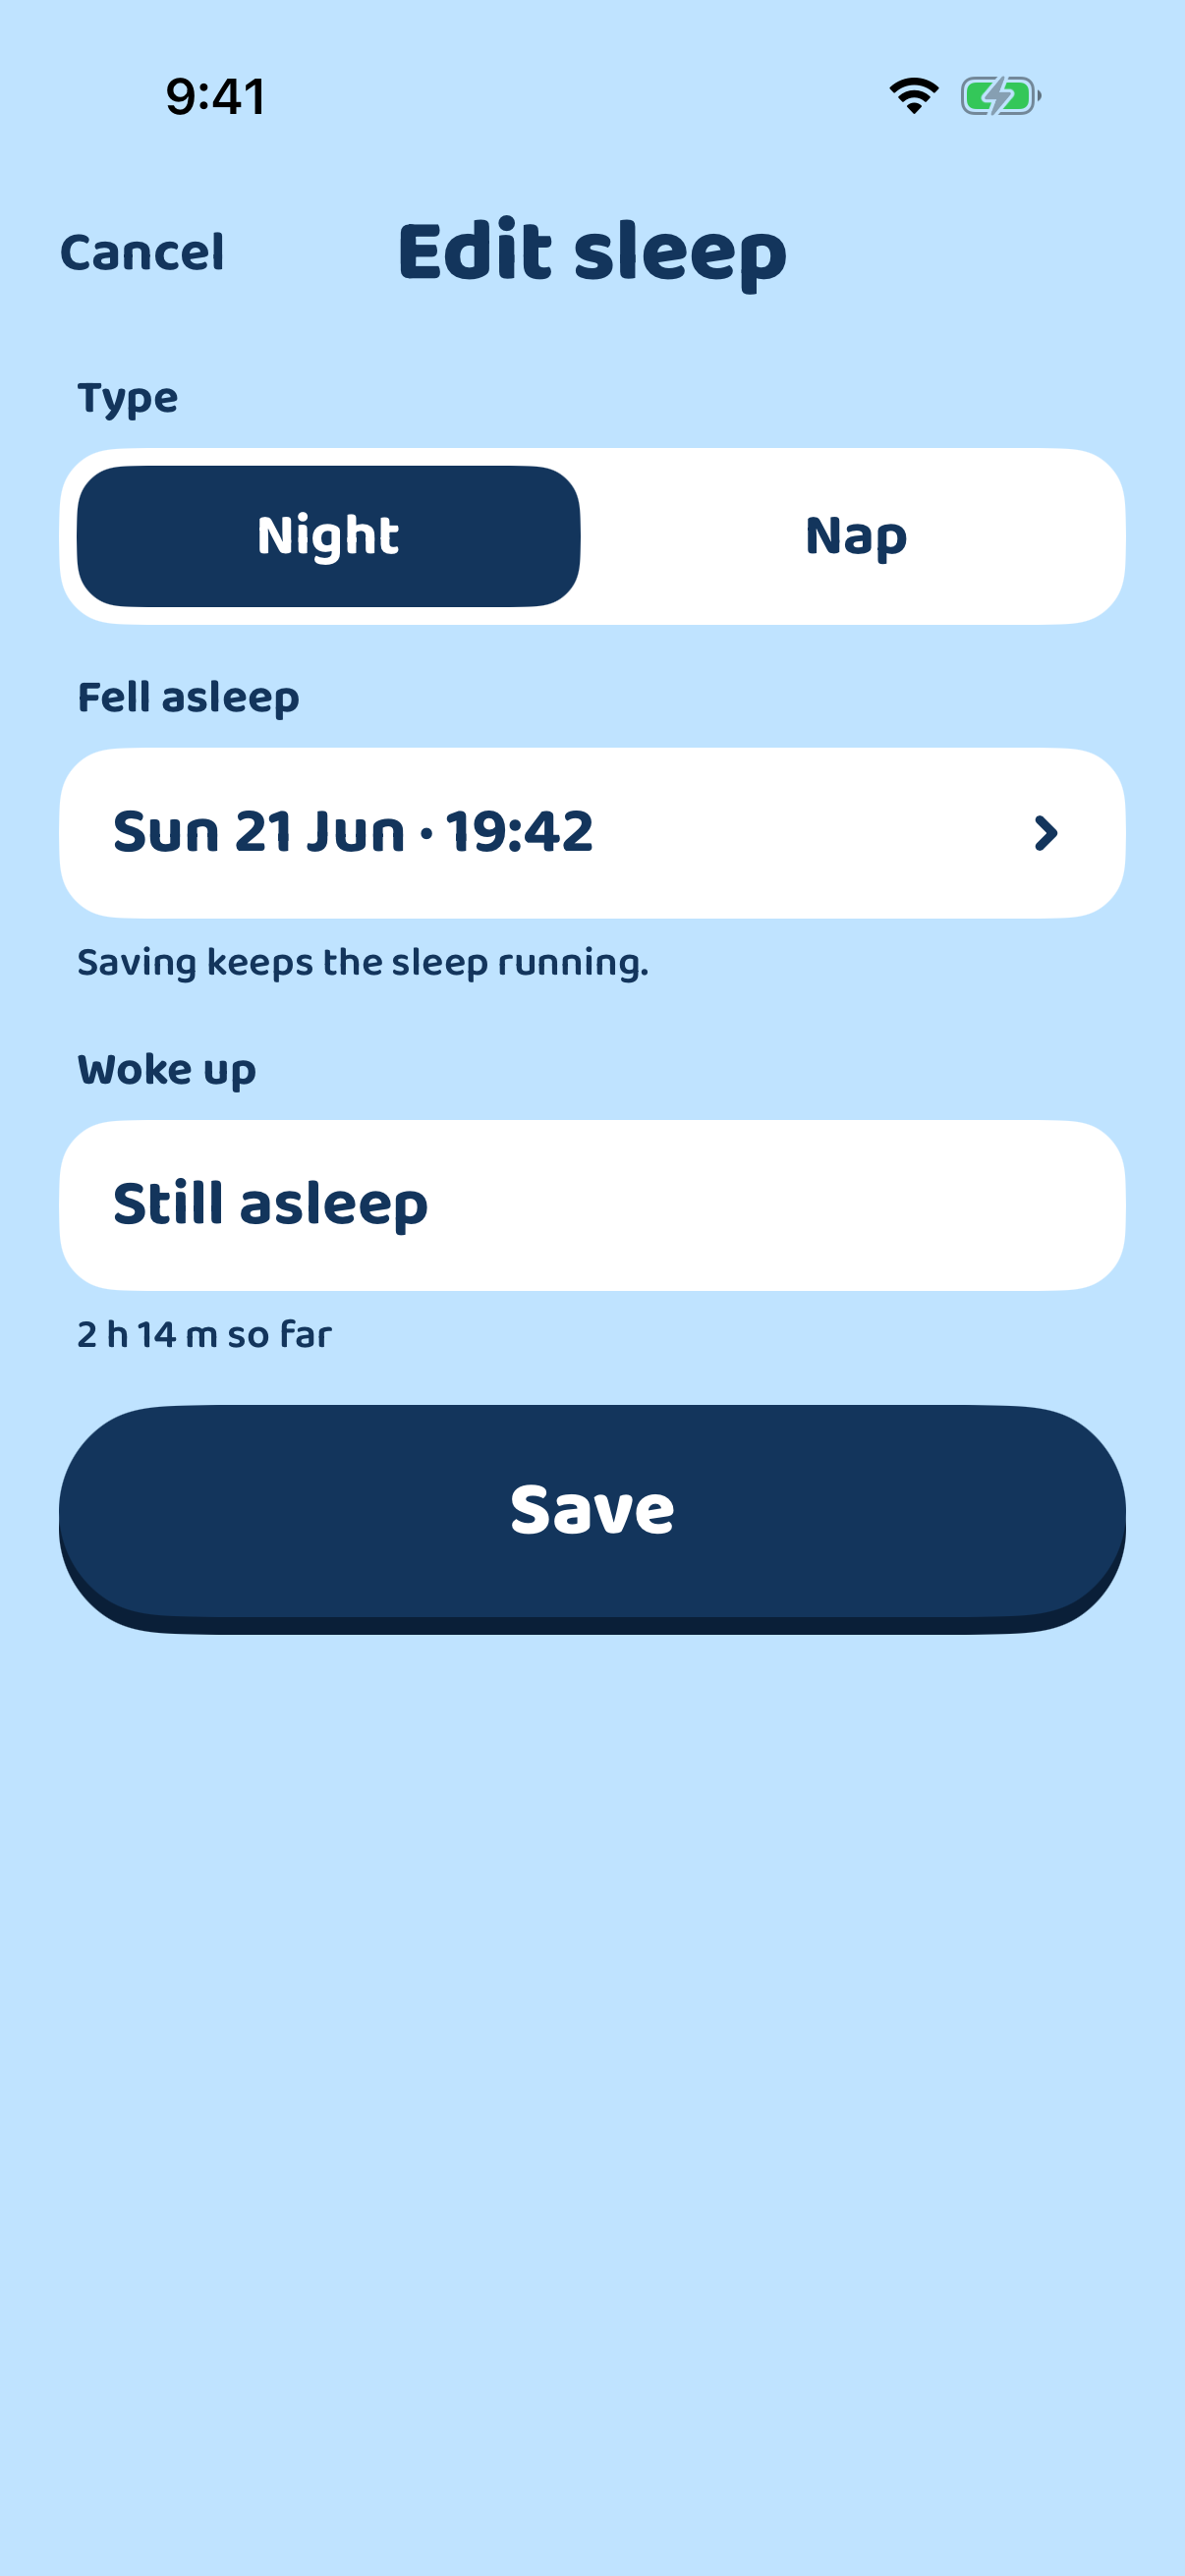 9:41
Cancel
Edit sleep
Type
Night
Nap
Fell asleep
Sun 21 Jun · 19:42
Saving keeps the sleep running.
Woke up
Still asleep
2 h 14 m so far
Save